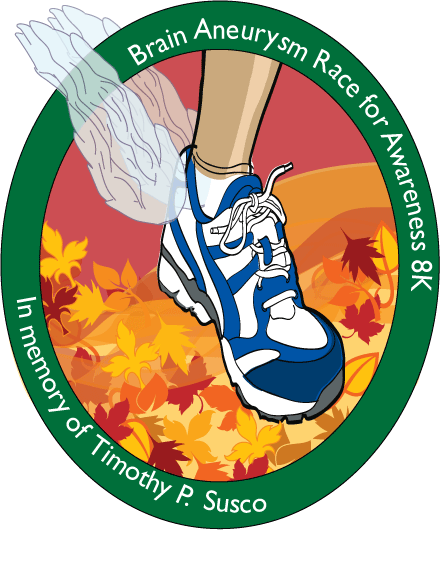 Brain Aneurysm Race for Awareness 8K
In memory of Timothy P. Susco